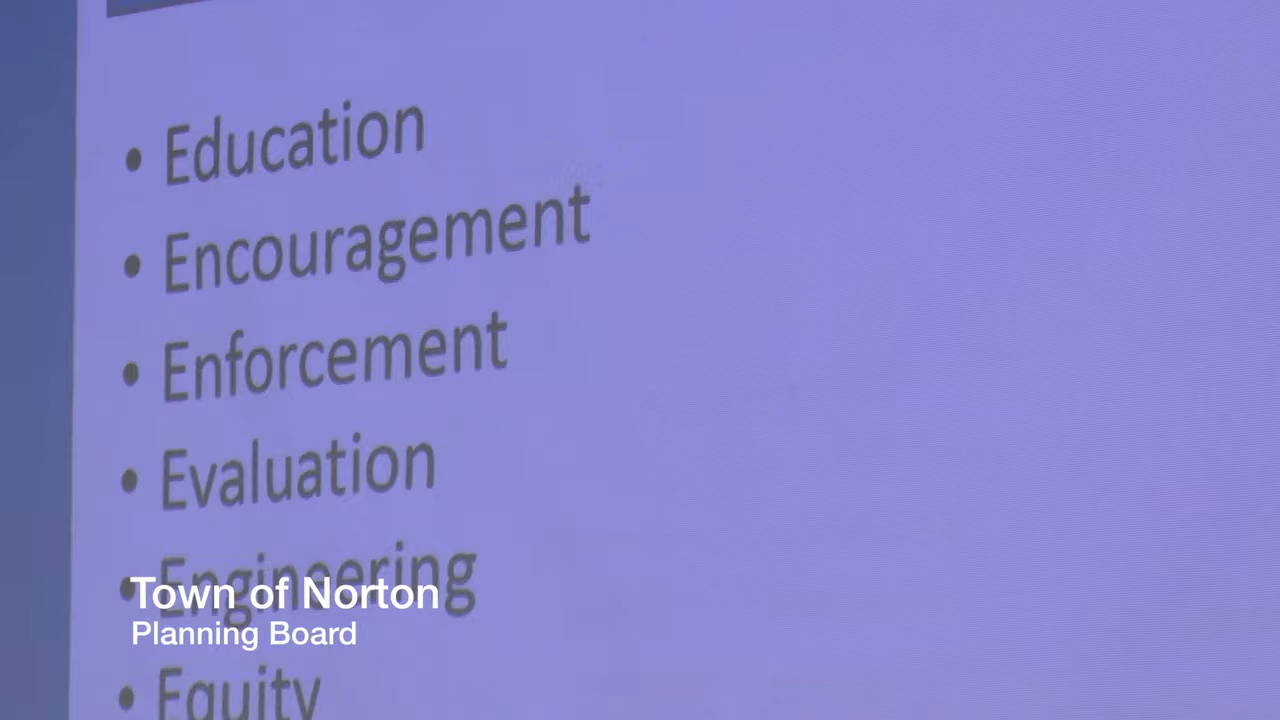 • Education
• Encouragement
• Enforcement
• Evaluation
• Engineering
Town of Norton
Planning Board
• Equity